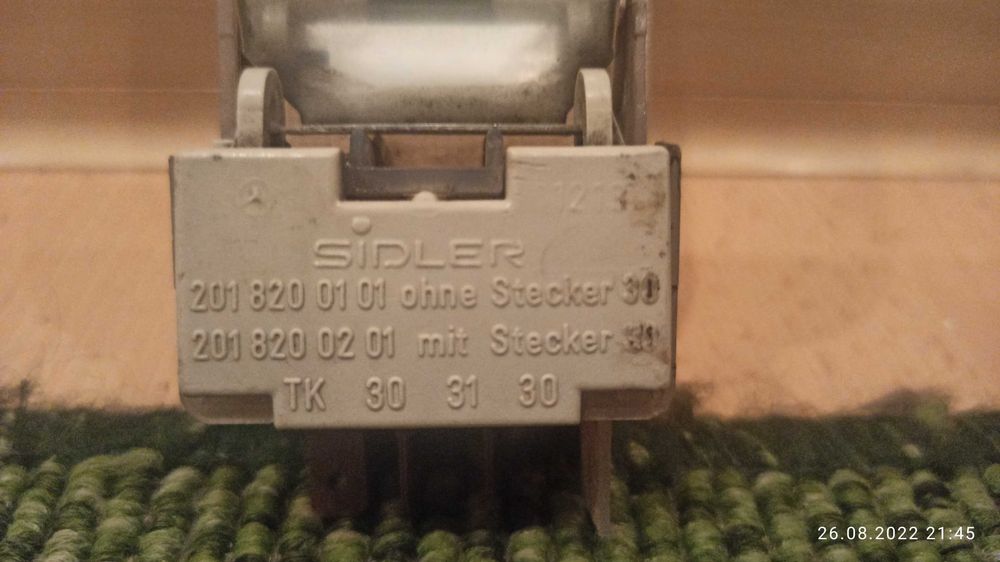 SiDLER
201 820 01 01 ohne Stecker 30
201 820 02 01 mit Stecker
TK 30 31 30
26.08.2022 21:45